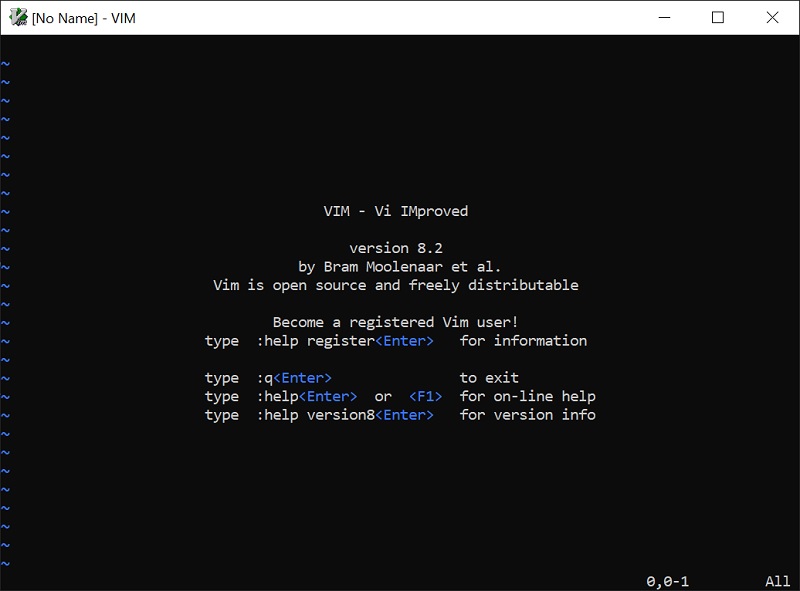 [No Name] - VIM
~
~
~
~
~
~
~
~
~ VIM - Vi IMproved
~
~ version 8.2
~ by Bram Moolenaar et al.
~ Vim is open source and freely distributable
~
~ Become a registered Vim user!
~ type :help register<Enter> for information
~
~ type :q<Enter> to exit
~ type :help<Enter> or <F1> for on-line help
~ type :help version8<Enter> for version info
~
~
~
~
~
~
~
~
0,0-1 All